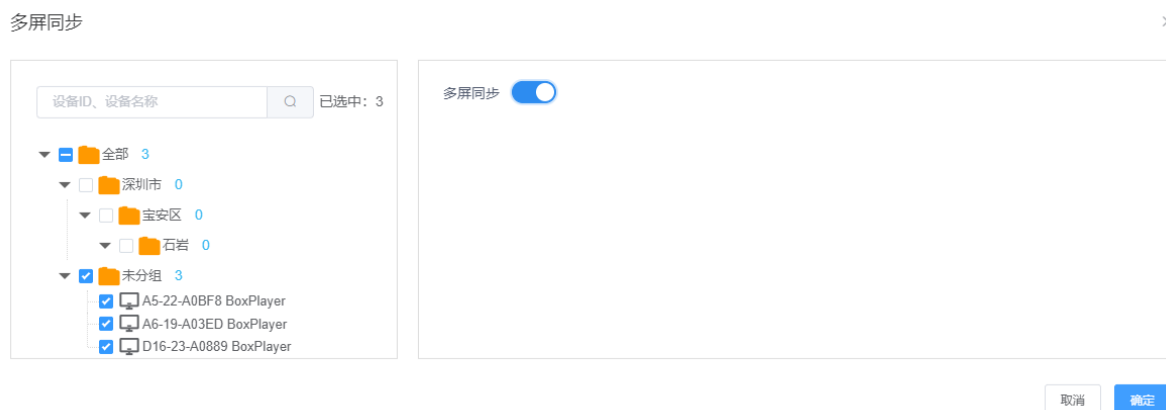 多屏同步
设备ID、设备名称 已选中：3
多屏同步
全部 3
深圳市 0
宝安区 0
石岩 0
未分组 3
A5-22-A0BF8 BoxPlayer
A6-19-A03ED BoxPlayer
D16-23-A0889 BoxPlayer
取消 确定